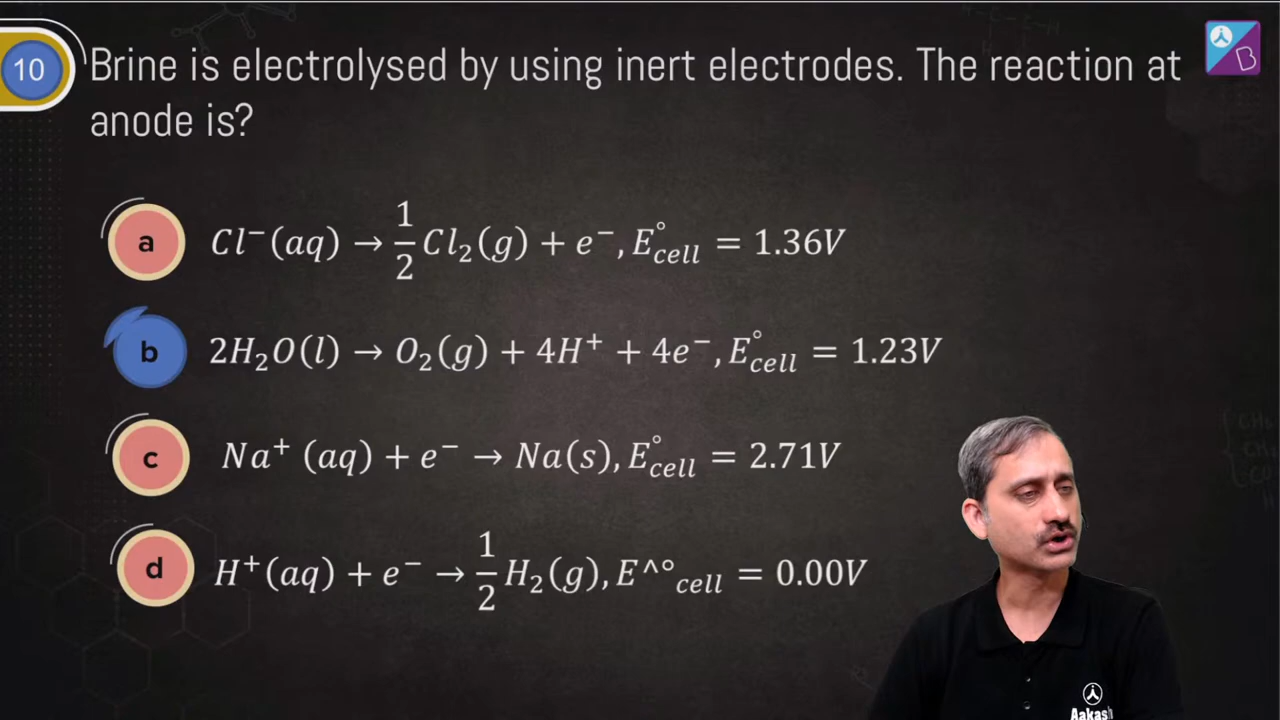 10
Brine is electrolysed by using inert electrodes. The reaction at
anode is?
B
a
Cl⁻(aq) → 1/2 Cl₂(g) + e⁻, E°cell = 1.36V
b
2H₂O(l) → O₂(g) + 4H⁺ + 4e⁻, E°cell = 1.23V
c
Na⁺ (aq) + e⁻ → Na(s), E°cell = 2.71V
d
H⁺(aq) + e⁻ → 1/2 H₂(g), E^°cell = 0.00V
Aakash